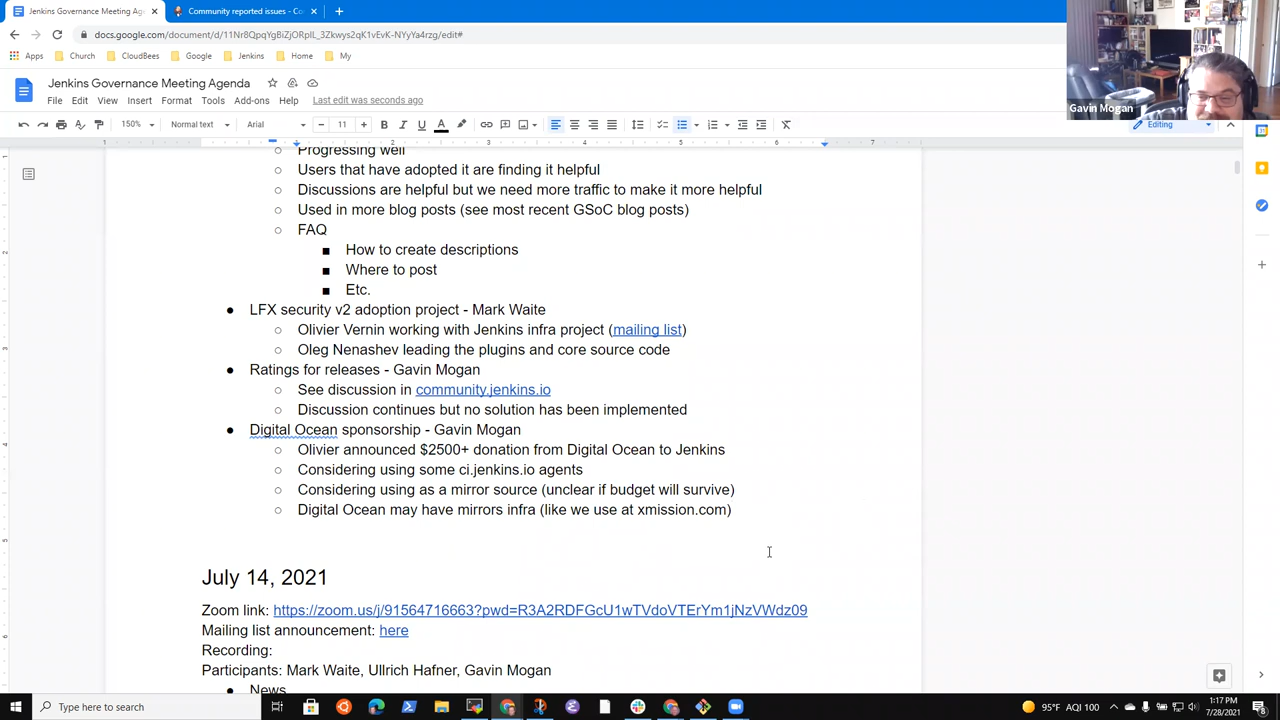 Jenkins Governance Meeting Age
Community reported issues - Co
docs.google.com/document/d/11Nr8QpqYgBiZjORpIL_3Zkwys2qK1vEvK-NYyYa4rzg/edit#
Apps Church CloudBees Google Jenkins Home My
Gavin Mogan
Jenkins Governance Meeting Agenda
File Edit View Insert Format Tools Add-ons Help Last edit was seconds ago
150% Normal text Arial 11 Editing
1 2 3 4 5 6 7
Progressing well
Users that have adopted it are finding it helpful
Discussions are helpful but we need more traffic to make it more helpful
Used in more blog posts (see most recent GSoC blog posts)
FAQ
How to create descriptions
Where to post
Etc.
LFX security v2 adoption project - Mark Waite
Olivier Vernin working with Jenkins infra project (mailing list)
Oleg Nenashev leading the plugins and core source code
Ratings for releases - Gavin Mogan
See discussion in community.jenkins.io
Discussion continues but no solution has been implemented
Digital Ocean sponsorship - Gavin Mogan
Olivier announced $2500+ donation from Digital Ocean to Jenkins
Considering using some ci.jenkins.io agents
Considering using as a mirror source (unclear if budget will survive)
Digital Ocean may have mirrors infra (like we use at xmission.com)
July 14, 2021
Zoom link: https://zoom.us/j/91564716663?pwd=R3A2RDFGcU1wTVdoVTErYm1jNzVWdz09
Mailing list announcement: here
Recording:
Participants: Mark Waite, Ullrich Hafner, Gavin Mogan
News
Type here to search
95°F AQI 100
1:17 PM
7/28/2021